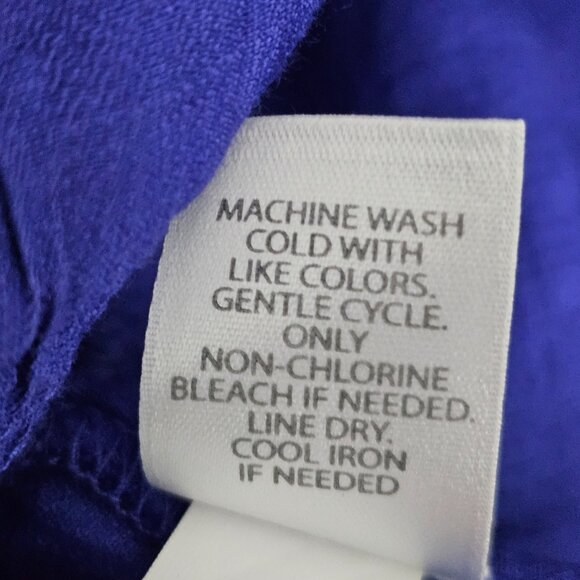 MACHINE WASH
COLD WITH
LIKE COLORS.
GENTLE CYCLE.
ONLY
NON-CHLORINE
BLEACH IF NEEDED.
LINE DRY.
COOL IRON
IF NEEDED